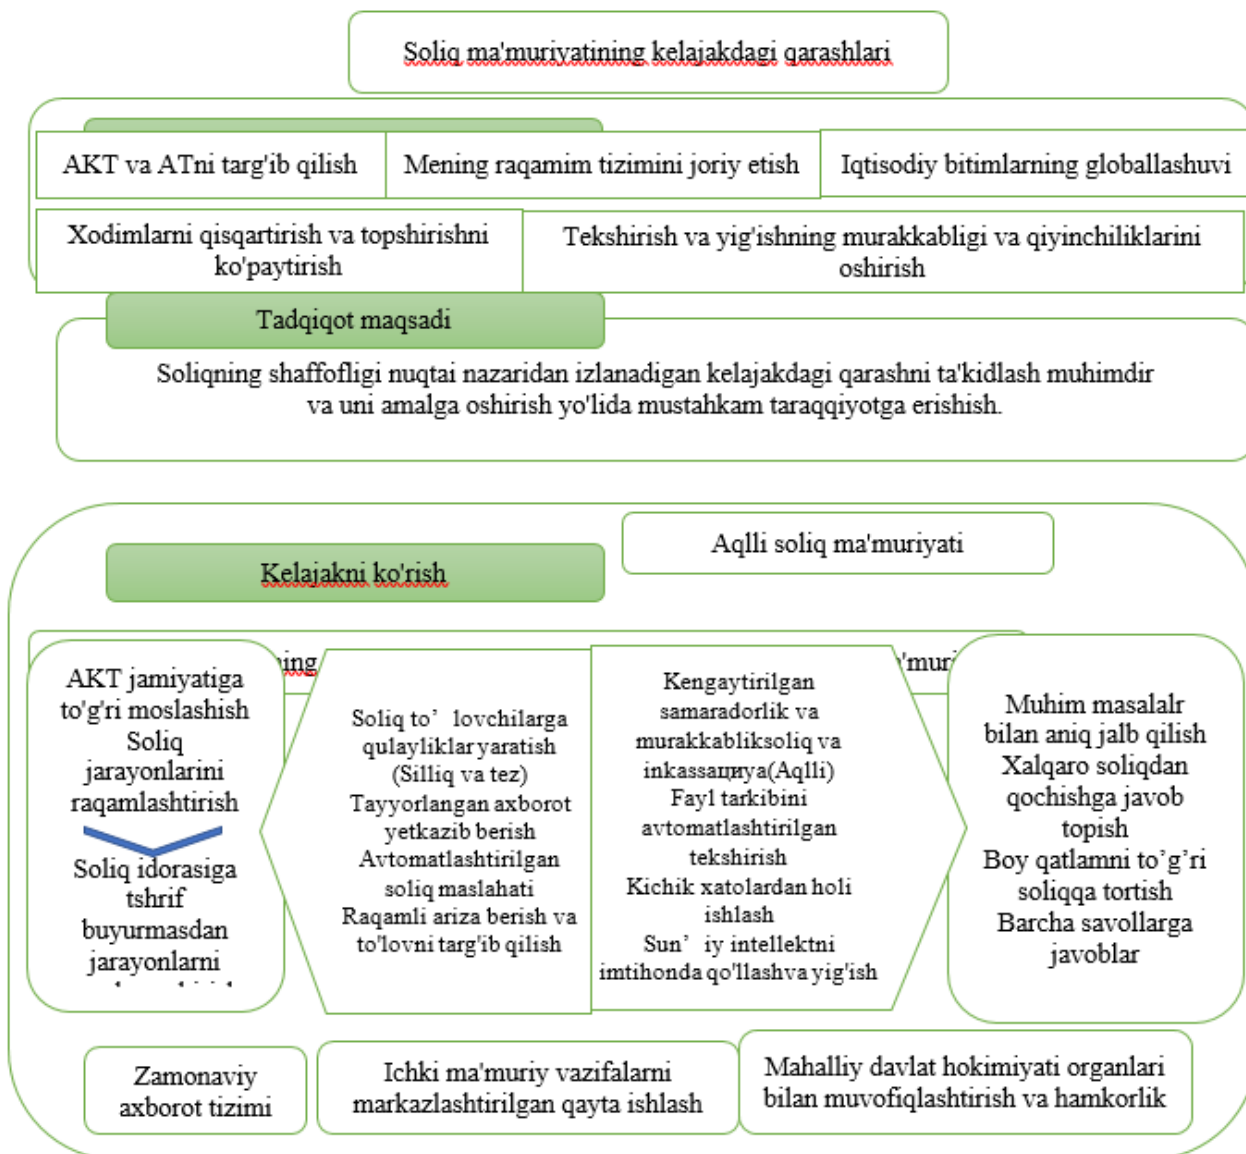 Soliq ma'muriyatining kelajakdagi qarashlari
AKT va ATni targ'ib qilish
Mening raqamim tizimini joriy etish
Iqtisodiy bitimlarning globallashuvi
Xodimlarni qisqartirish va topshirishni
ko'paytirish
Tekshirish va yig'ishning murakkabligi va qiyinchiliklarini
oshirish
Tadqiqot maqsadi
Soliqning shaffofligi nuqtai nazaridan izlanadigan kelajakdagi qarashni ta'kidlash muhimdir
va uni amalga oshirish yo'lida mustahkam taraqqiyotga erishish.
Aqlli soliq ma'muriyati
Kelajakni ko'rish
AKT jamiyatiga
to'g'ri moslashish
Soliq
jarayonlarini
raqamlashtirish
Soliq idorasiga
tshrif
buyurmasdan
jarayonlarni
Soliq to’ lovchilarga
qulayliklar yaratish
(Silliq va tez)
Tayyorlangan axborot
yetkazib berish
Avtomatlashtirilgan
soliq maslahati
Raqamli ariza berish va
to'lovni targ'ib qilish
Kengaytirilgan
samaradorlik va
murakkabliksoliq va
inkassaциya(Aqlli)
Fayl tarkibini
avtomatlashtirilgan
tekshirish
Kichik xatolardan holi
ishlash
Sun’ iy intellektni
imtihonda qo'llashva yig'ish
Muhim masalalr
bilan aniq jalb qilish
Xalqaro soliqdan
qochishga javob
topish
Boy qatlamni to’g’ri
soliqqa tortish
Barcha savollarga
javoblar
Zamonaviy
axborot tizimi
Ichki ma'muriy vazifalarni
markazlashtirilgan qayta ishlash
Mahalliy davlat hokimiyati organlari
bilan muvofiqlashtirish va hamkorlik